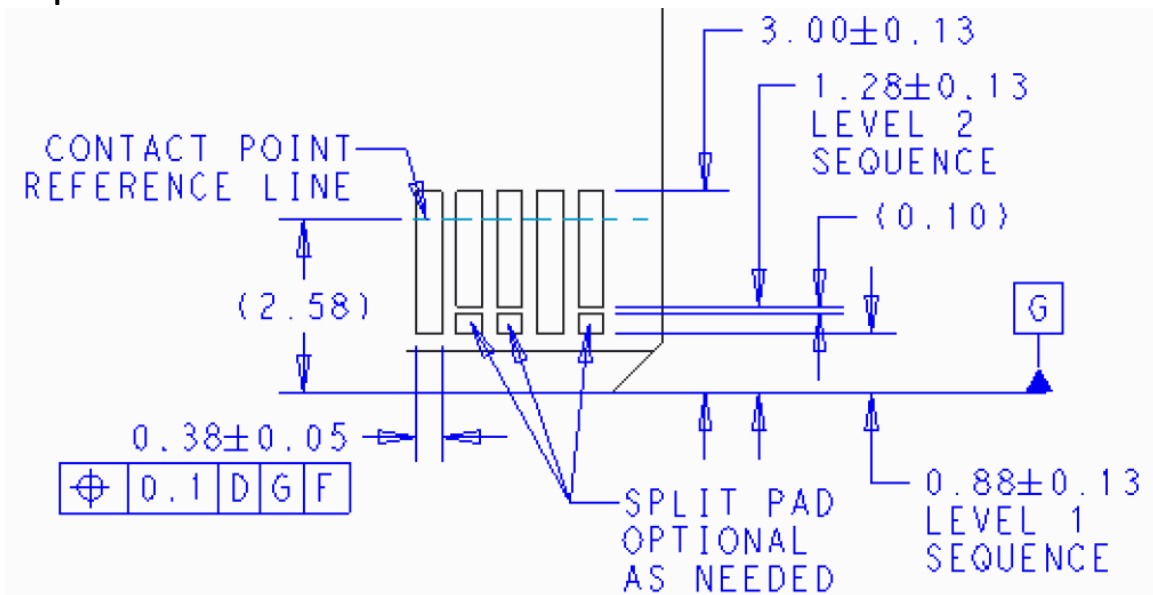 3.00±0.13
1.28±0.13
LEVEL 2
SEQUENCE
CONTACT POINT
REFERENCE LINE
(0.10)
(2.58)
G
0.38±0.05
⌖ 0.1 D G F
SPLIT PAD
OPTIONAL
AS NEEDED
0.88±0.13
LEVEL 1
SEQUENCE